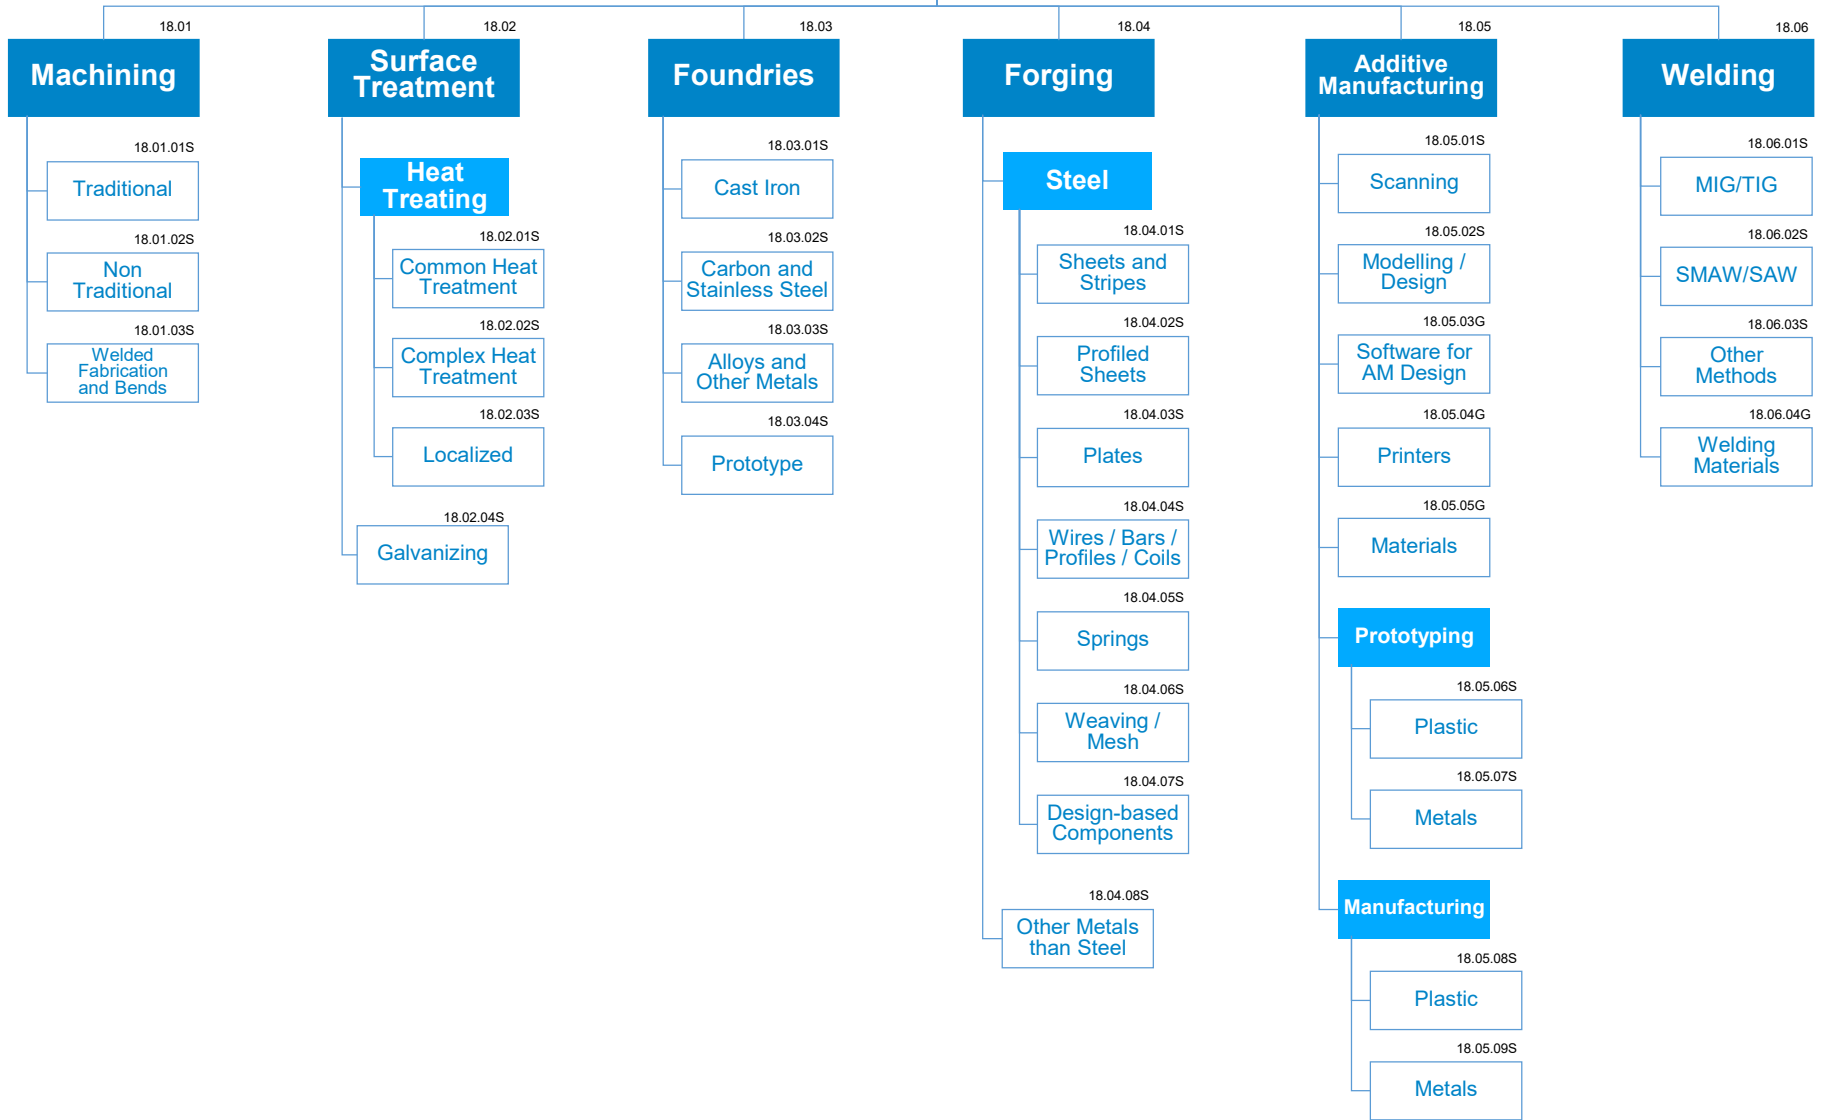 18.01
Machining
18.01.01S
Traditional
18.01.02S
Non
Traditional
18.01.03S
Welded
Fabrication
and Bends
18.02
Surface
Treatment
Heat
Treating
18.02.01S
Common Heat
Treatment
18.02.02S
Complex Heat
Treatment
18.02.03S
Localized
18.02.04S
Galvanizing
18.03
Foundries
18.03.01S
Cast Iron
18.03.02S
Carbon and
Stainless Steel
18.03.03S
Alloys and
Other Metals
18.03.04S
Prototype
18.04
Forging
Steel
18.04.01S
Sheets and
Stripes
18.04.02S
Profiled
Sheets
18.04.03S
Plates
18.04.04S
Wires / Bars /
Profiles / Coils
18.04.05S
Springs
18.04.06S
Weaving /
Mesh
18.04.07S
Design-based
Components
18.04.08S
Other Metals
than Steel
18.05
Additive
Manufacturing
18.05.01S
Scanning
18.05.02S
Modelling /
Design
18.05.03G
Software for
AM Design
18.05.04G
Printers
18.05.05G
Materials
Prototyping
18.05.06S
Plastic
18.05.07S
Metals
Manufacturing
18.05.08S
Plastic
18.05.09S
Metals
18.06
Welding
18.06.01S
MIG/TIG
18.06.02S
SMAW/SAW
18.06.03S
Other
Methods
18.06.04G
Welding
Materials